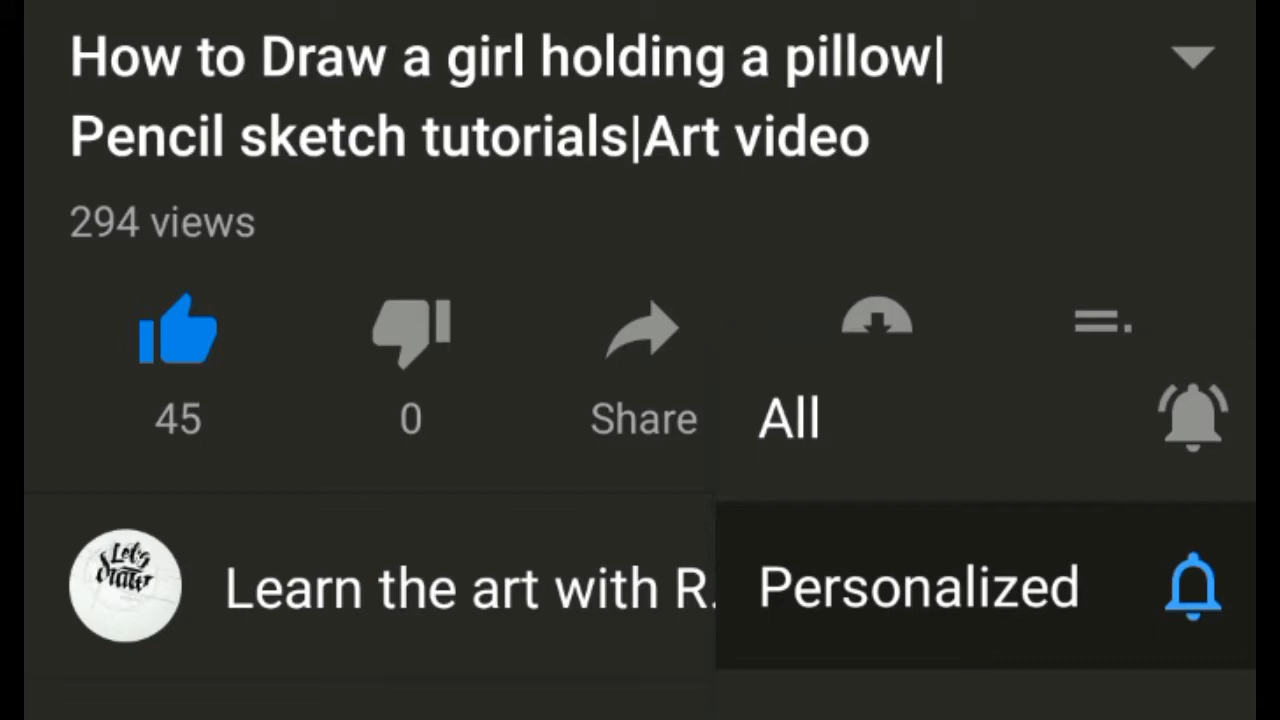 How to Draw a girl holding a pillow|
Pencil sketch tutorials|Art video
294 views
45
0
Share
All
Learn the art with R.
Personalized